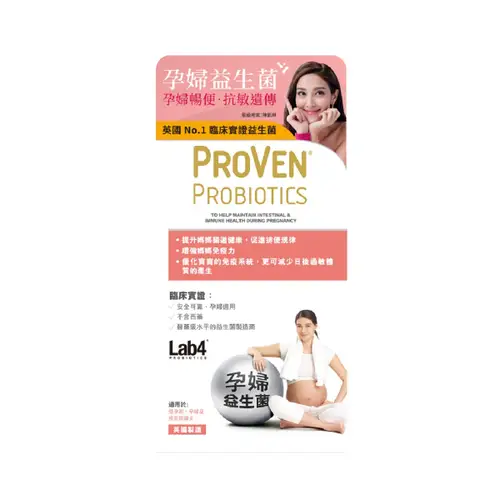 孕婦益生菌
孕婦暢便·抗敏遺傳
英國 No.1 臨床實證益生菌
PROVEN®
PROBIOTICS
TO HELP MAINTAIN INTESTINAL &
IMMUNE HEALTH DURING PREGNANCY
• 提升媽媽腸道健康，促進排便規律
• 增強媽媽免疫力
• 優化寶寶的免疫系統，更可減少日後過敏體
質的產生
臨床實證：
安全可靠，孕婦適用
不含西藥
醫藥級水平的益生菌製造廠
Lab4
PROBIOTICS
孕婦
益生菌
適用於:
英國製造